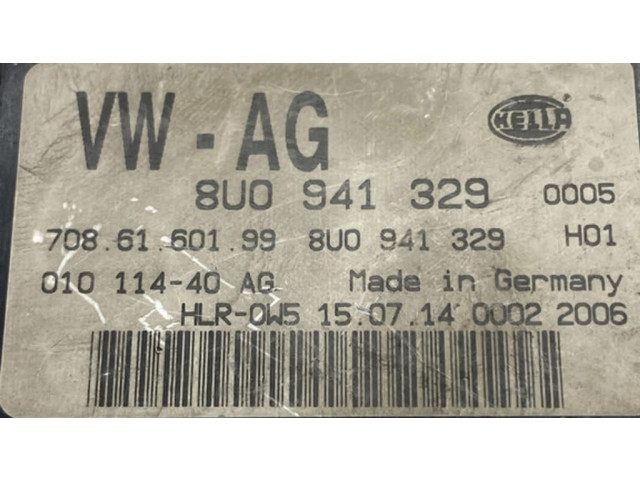 VW-AG HELLA
8U0 941 329 0005
708.61.601.99 8U0 941 329 H01
010 114-40 AG Made in Germany
HLR-0W5 15.07.14 0002 2006